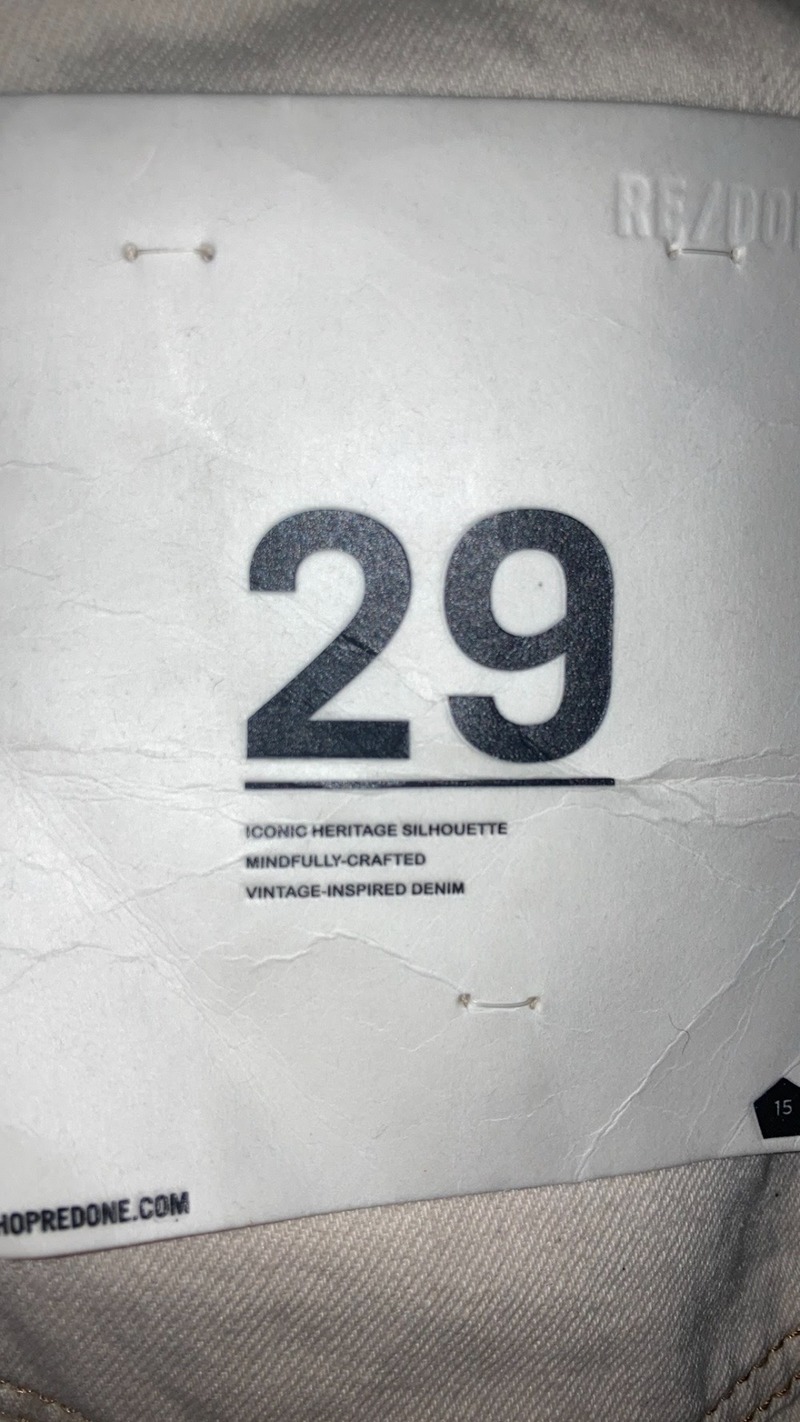 RE/DO
29
ICONIC HERITAGE SILHOUETTE
MINDFULLY-CRAFTED
VINTAGE-INSPIRED DENIM
15
HOPREDONE.COM